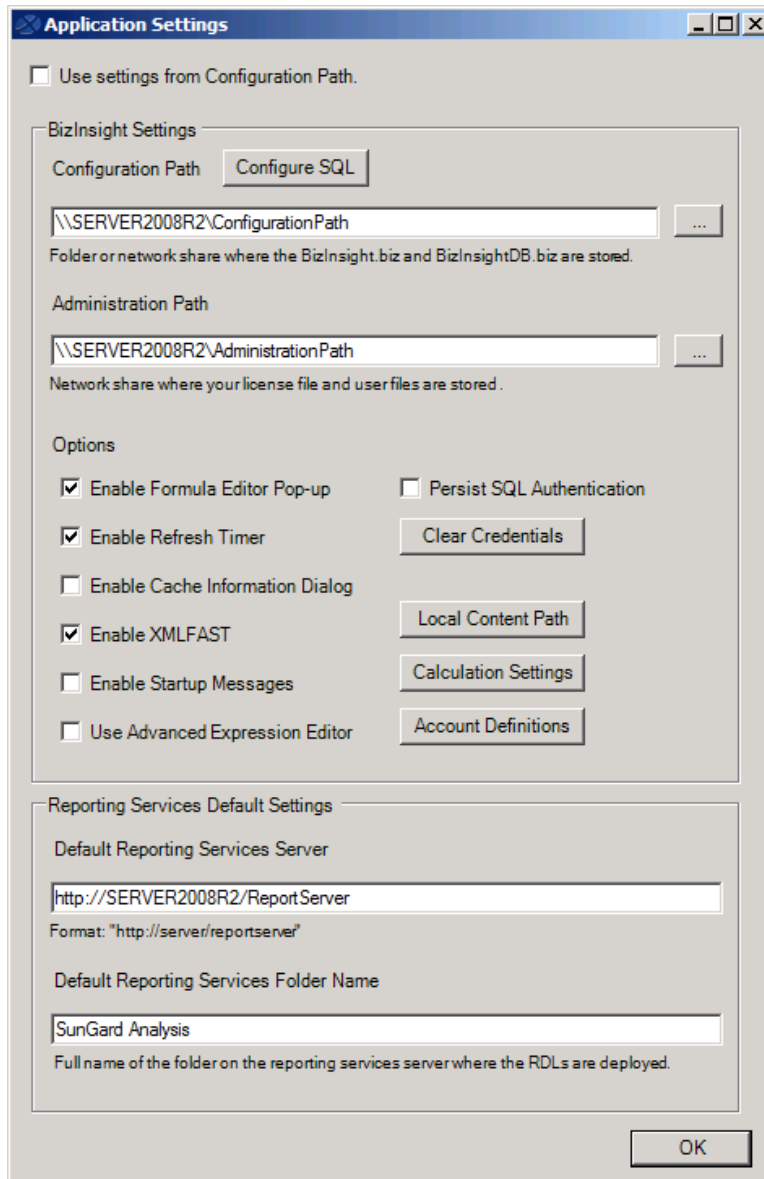 Application Settings
Use settings from Configuration Path.
BizInsight Settings
Configuration Path Configure SQL
\\SERVER2008R2\ConfigurationPath ...
Folder or network share where the BizInsight.biz and BizInsightDB.biz are stored.
Administration Path
\\SERVER2008R2\AdministrationPath ...
Network share where your license file and user files are stored .
Options
Enable Formula Editor Pop-up Persist SQL Authentication
Enable Refresh Timer Clear Credentials
Enable Cache Information Dialog
Enable XMLFAST Local Content Path
Enable Startup Messages Calculation Settings
Use Advanced Expression Editor Account Definitions
Reporting Services Default Settings
Default Reporting Services Server
http://SERVER2008R2/ReportServer
Format: "http://server/reportserver"
Default Reporting Services Folder Name
SunGard Analysis
Full name of the folder on the reporting services server where the RDLs are deployed.
OK